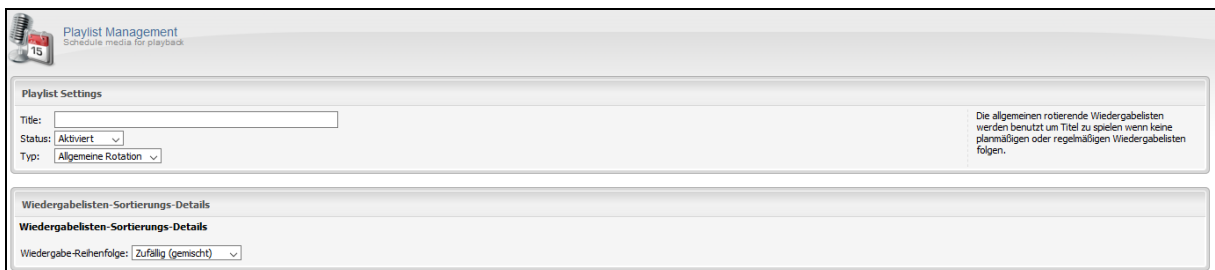 Playlist Management
Schedule media for playback
15
Playlist Settings
Title:
Status: Aktiviert
Typ: Allgemeine Rotation
Die allgemeinen rotierende Wiedergabelisten
werden benutzt um Titel zu spielen wenn keine
planmäßigen oder regelmäßigen Wiedergabelisten
folgen.
Wiedergabelisten-Sortierungs-Details
Wiedergabelisten-Sortierungs-Details
Wiedergabe-Reihenfolge: Zufällig (gemischt)